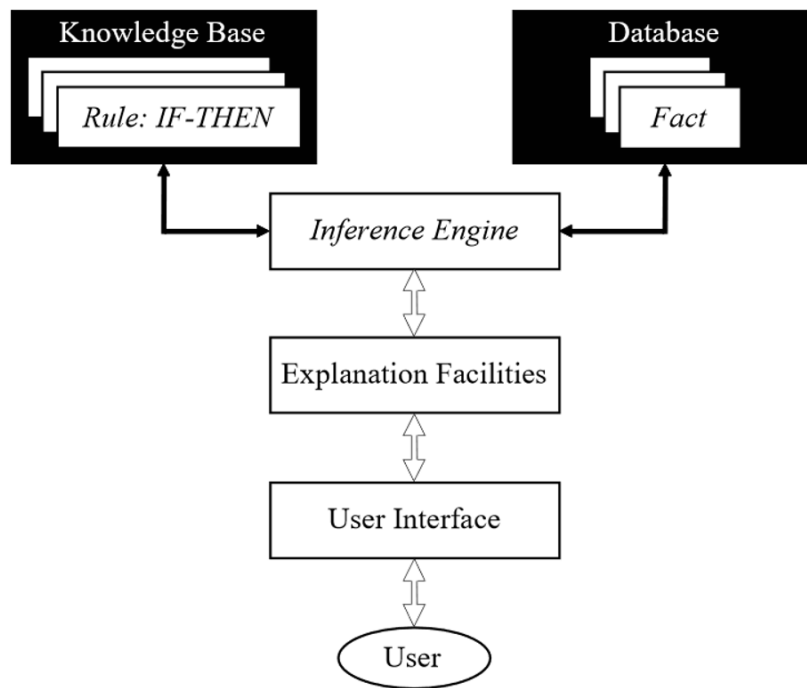 Knowledge Base
Database
Rule: IF-THEN
Fact
Inference Engine
Explanation Facilities
User Interface
User